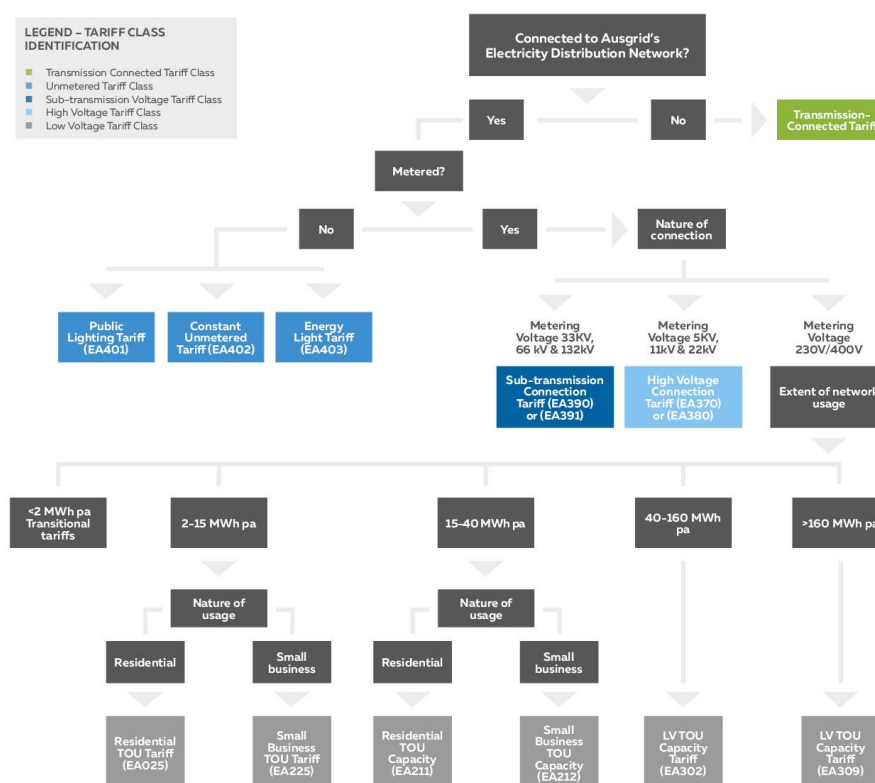 LEGEND – TARIFF CLASS
IDENTIFICATION
Transmission Connected Tariff Class
Unmetered Tariff Class
Sub-transmission Voltage Tariff Class
High Voltage Tariff Class
Low Voltage Tariff Class
Connected to Ausgrid's
Electricity Distribution Network?
Yes
No
Transmission-
Connected Tariff
Metered?
No
Yes
Nature of
connection
Public
Lighting Tariff
(EA401)
Constant
Unmetered
Tariff (EA402)
Energy
Light Tariff
(EA403)
Metering
Voltage 33KV,
66 kV & 132kV
Metering
Voltage 5KV,
11kV & 22kV
Metering
Voltage
230V/400V
Sub-transmission
Connection
Tariff (EA390)
or (EA391)
High Voltage
Connection
Tariff (EA370)
or (EA380)
Extent of network
usage
<2 MWh pa
Transitional
tariffs
2-15 MWh pa
15-40 MWh pa
40-160 MWh
pa
>160 MWh pa
Nature of
usage
Nature of
usage
Residential
Small
business
Residential
Small
business
Residential
TOU Tariff
(EA025)
Small
Business
TOU Tariff
(EA225)
Residential
TOU
Capacity
(EA211)
Small
Business
TOU
Capacity
(EA212)
LV TOU
Capacity
Tariff
(EA302)
LV TOU
Capacity
Tariff
(EA309)